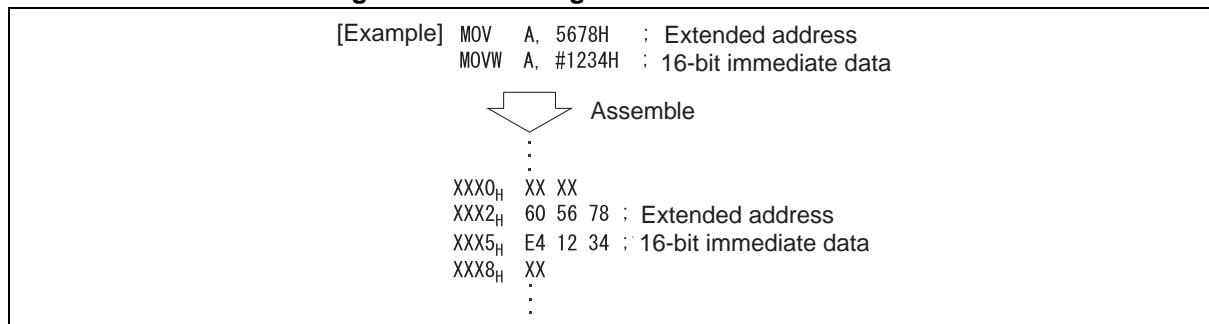 [Example] MOV A, 5678H ; Extended address
MOVW A, #1234H ; 16-bit immediate data
Assemble
XXX0H XX XX
XXX2H 60 56 78 ; Extended address
XXX5H E4 12 34 ; 16-bit immediate data
XXX8H XX